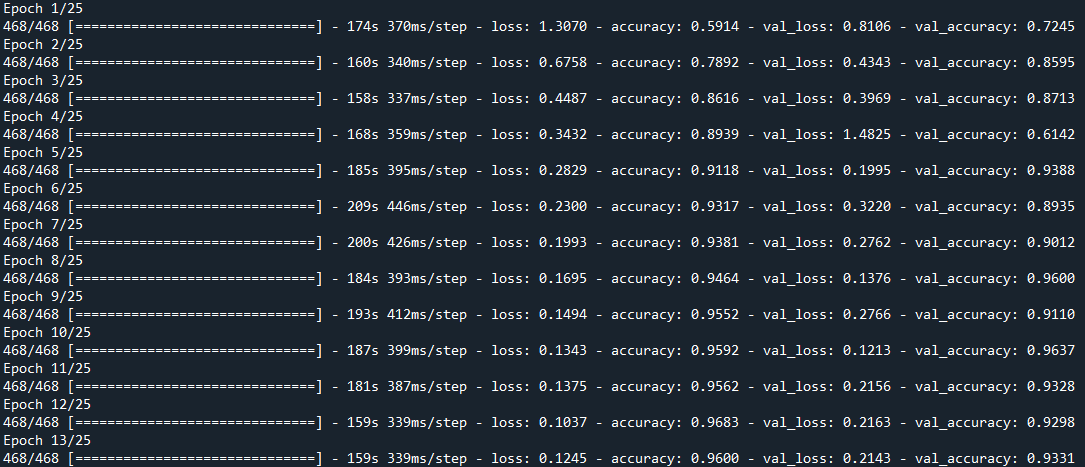 Epoch 1/25
468/468 [==============================] - 174s 370ms/step - loss: 1.3070 - accuracy: 0.5914 - val_loss: 0.8106 - val_accuracy: 0.7245
Epoch 2/25
468/468 [==============================] - 160s 340ms/step - loss: 0.6758 - accuracy: 0.7892 - val_loss: 0.4343 - val_accuracy: 0.8595
Epoch 3/25
468/468 [==============================] - 158s 337ms/step - loss: 0.4487 - accuracy: 0.8616 - val_loss: 0.3969 - val_accuracy: 0.8713
Epoch 4/25
468/468 [==============================] - 168s 359ms/step - loss: 0.3432 - accuracy: 0.8939 - val_loss: 1.4825 - val_accuracy: 0.6142
Epoch 5/25
468/468 [==============================] - 185s 395ms/step - loss: 0.2829 - accuracy: 0.9118 - val_loss: 0.1995 - val_accuracy: 0.9388
Epoch 6/25
468/468 [==============================] - 209s 446ms/step - loss: 0.2300 - accuracy: 0.9317 - val_loss: 0.3220 - val_accuracy: 0.8935
Epoch 7/25
468/468 [==============================] - 200s 426ms/step - loss: 0.1993 - accuracy: 0.9381 - val_loss: 0.2762 - val_accuracy: 0.9012
Epoch 8/25
468/468 [==============================] - 184s 393ms/step - loss: 0.1695 - accuracy: 0.9464 - val_loss: 0.1376 - val_accuracy: 0.9600
Epoch 9/25
468/468 [==============================] - 193s 412ms/step - loss: 0.1494 - accuracy: 0.9552 - val_loss: 0.2766 - val_accuracy: 0.9110
Epoch 10/25
468/468 [==============================] - 187s 399ms/step - loss: 0.1343 - accuracy: 0.9592 - val_loss: 0.1213 - val_accuracy: 0.9637
Epoch 11/25
468/468 [==============================] - 181s 387ms/step - loss: 0.1375 - accuracy: 0.9562 - val_loss: 0.2156 - val_accuracy: 0.9328
Epoch 12/25
468/468 [==============================] - 159s 339ms/step - loss: 0.1037 - accuracy: 0.9683 - val_loss: 0.2163 - val_accuracy: 0.9298
Epoch 13/25
468/468 [==============================] - 159s 339ms/step - loss: 0.1245 - accuracy: 0.9600 - val_loss: 0.2143 - val_accuracy: 0.9331